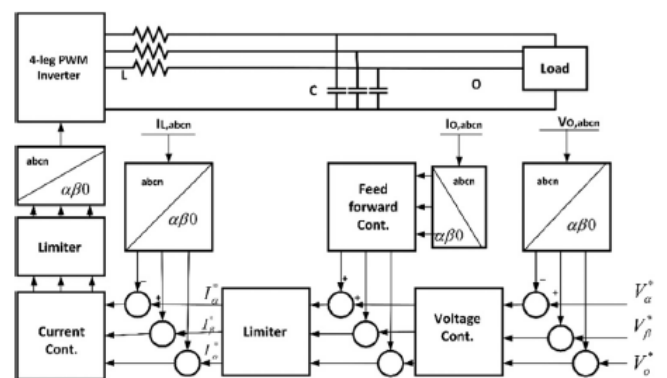 4-leg PWM
Inverter
L
C
O
Load
IL,abcn
IO,abcn
VO,abcn
abcn
αβ0
abcn
αβ0
Feed
forward
Cont.
abcn
αβ0
abcn
αβ0
Limiter
Current
Cont.
−
+
I*α
I*β
I*o
Limiter
+
+
Voltage
Cont.
−
+
V*α
V*β
V*o